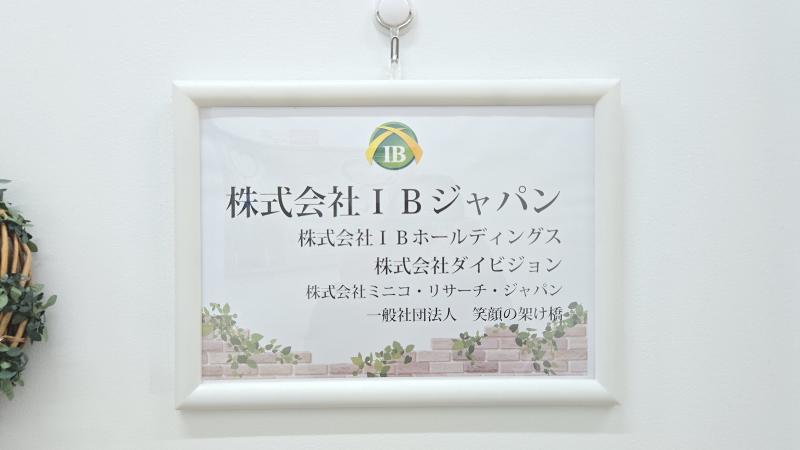 IB
株式会社ＩＢジャパン
株式会社ＩＢホールディングス
株式会社ダイビジョン
株式会社ミニコ・リサーチ・ジャパン
一般社団法人　笑顔の架け橋